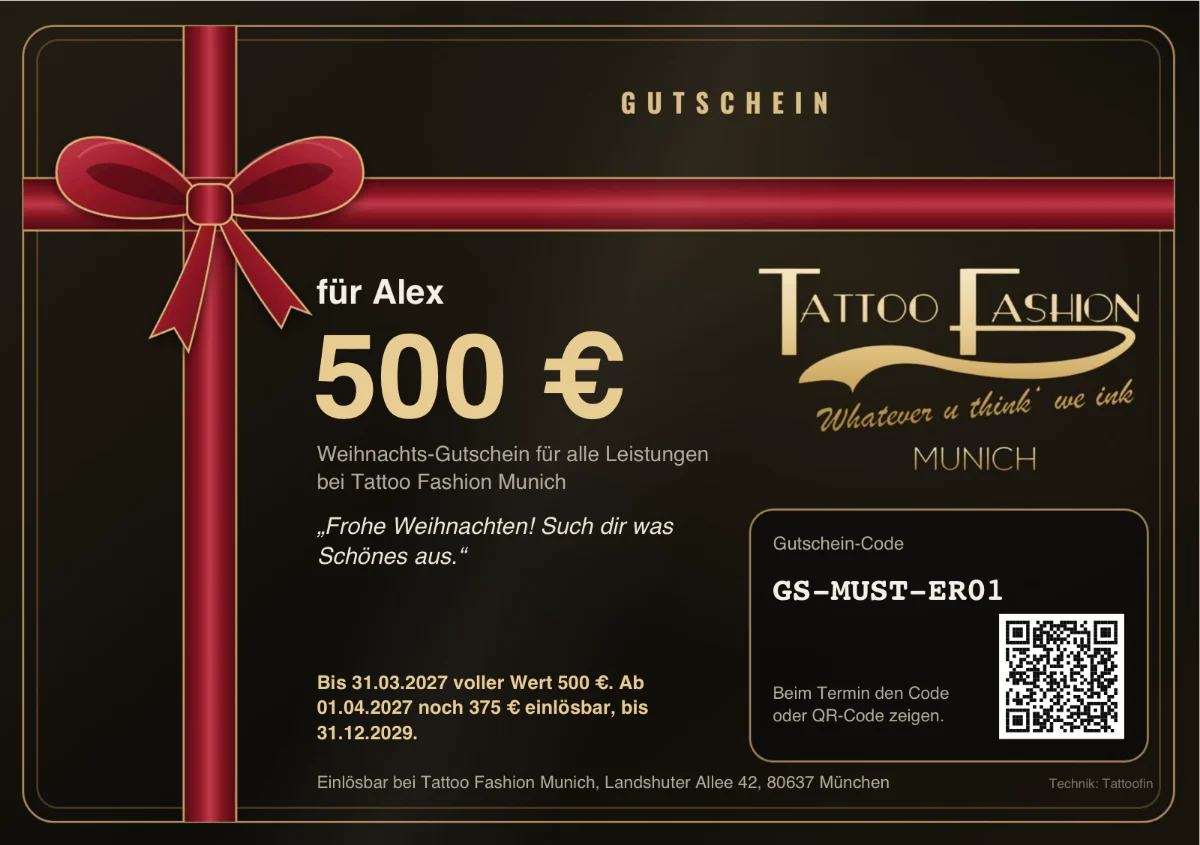 GUTSCHEIN
für Alex
500 €
Weihnachts-Gutschein für alle Leistungen
bei Tattoo Fashion Munich
„Frohe Weihnachten! Such dir was
Schönes aus.“
Bis 31.03.2027 voller Wert 500 €. Ab
01.04.2027 noch 375 € einlösbar, bis
31.12.2029.
TATTOO FASHION
Whatever u think' we ink
MUNICH
Gutschein-Code
GS-MUST-ER01
Beim Termin den Code
oder QR-Code zeigen.
Einlösbar bei Tattoo Fashion Munich, Landshuter Allee 42, 80637 München
Technik: Tattoofin